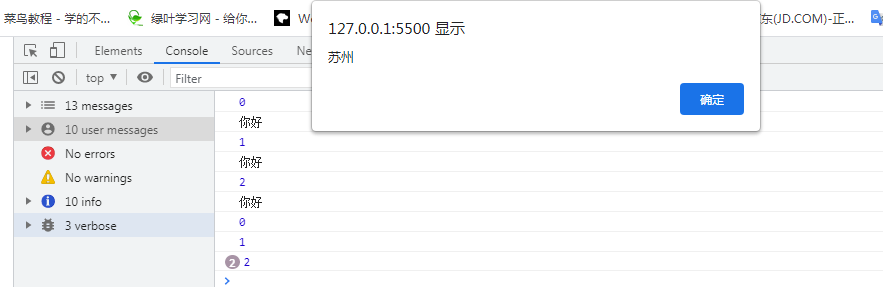 菜鸟教程 - 学的不...
绿叶学习网 - 给你...
东(JD.COM)-正...
127.0.0.1:5500 显示
苏州
确定
Elements
Console
Sources
top
Filter
13 messages
10 user messages
No errors
No warnings
10 info
3 verbose
0
你好
1
你好
2
你好
0
1
2 2